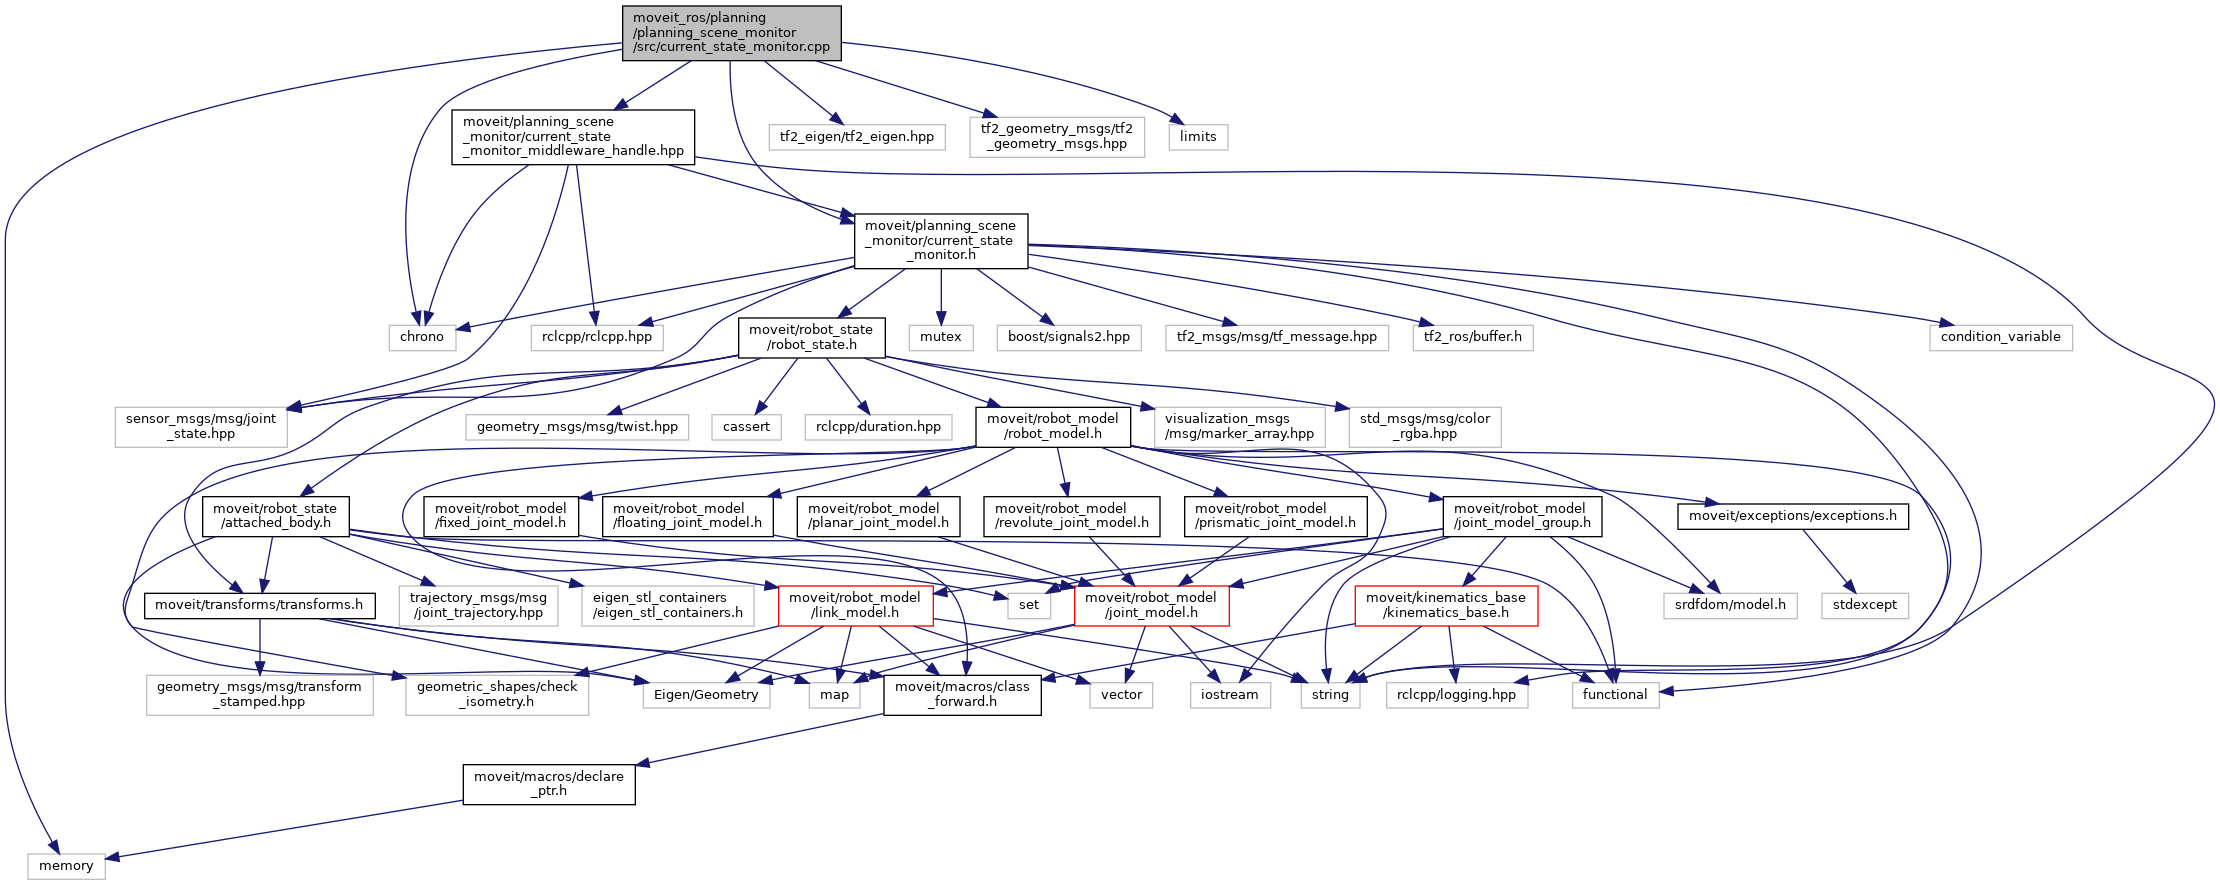 moveit_ros/planning
/planning_scene_monitor
/src/current_state_monitor.cpp
moveit/planning_scene
_monitor/current_state
_monitor_middleware_handle.hpp
tf2_eigen/tf2_eigen.hpp
tf2_geometry_msgs/tf2
_geometry_msgs.hpp
limits
moveit/planning_scene
_monitor/current_state
_monitor.h
chrono
rclcpp/rclcpp.hpp
moveit/robot_state
/robot_state.h
mutex
boost/signals2.hpp
tf2_msgs/msg/tf_message.hpp
tf2_ros/buffer.h
condition_variable
sensor_msgs/msg/joint
_state.hpp
geometry_msgs/msg/twist.hpp
cassert
rclcpp/duration.hpp
moveit/robot_model
/robot_model.h
visualization_msgs
/msg/marker_array.hpp
std_msgs/msg/color
_rgba.hpp
moveit/robot_state
/attached_body.h
moveit/robot_model
/fixed_joint_model.h
moveit/robot_model
/floating_joint_model.h
moveit/robot_model
/planar_joint_model.h
moveit/robot_model
/revolute_joint_model.h
moveit/robot_model
/prismatic_joint_model.h
moveit/robot_model
/joint_model_group.h
moveit/exceptions/exceptions.h
moveit/transforms/transforms.h
trajectory_msgs/msg
/joint_trajectory.hpp
eigen_stl_containers
/eigen_stl_containers.h
moveit/robot_model
/link_model.h
set
moveit/robot_model
/joint_model.h
moveit/kinematics_base
/kinematics_base.h
srdfdom/model.h
stdexcept
geometry_msgs/msg/transform
_stamped.hpp
geometric_shapes/check
_isometry.h
Eigen/Geometry
map
moveit/macros/class
_forward.h
vector
iostream
string
rclcpp/logging.hpp
functional
moveit/macros/declare
_ptr.h
memory